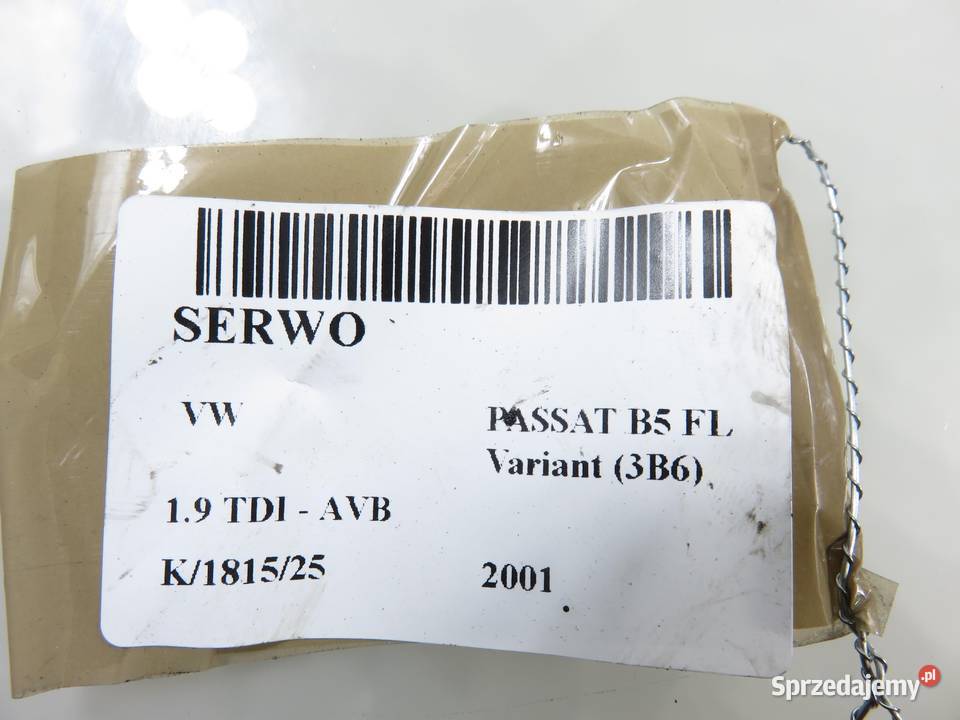 SERWO
VW
PASSAT B5 FL
Variant (3B6)
1.9 TDI - AVB
K/1815/25
2001
Sprzedajemy.pl